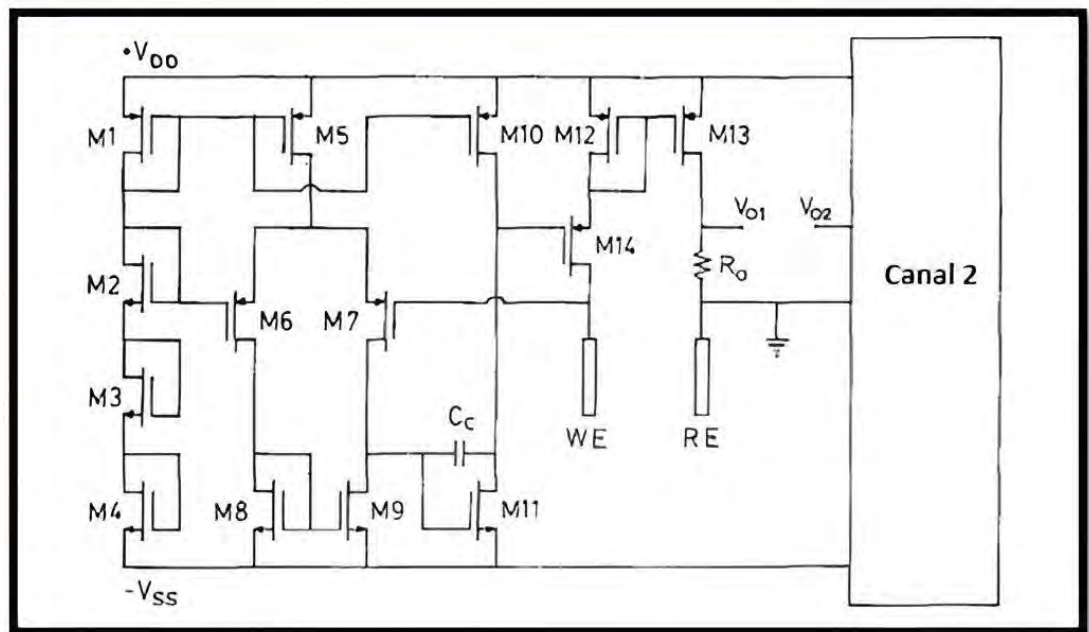 ·V_DD
M1
M5
M10 M12
M13
V_O1
V_O2
M14
R_O
Canal 2
M2
M6
M7
M3
C_C
WE
RE
M4
M8
M9
M11
-V_SS